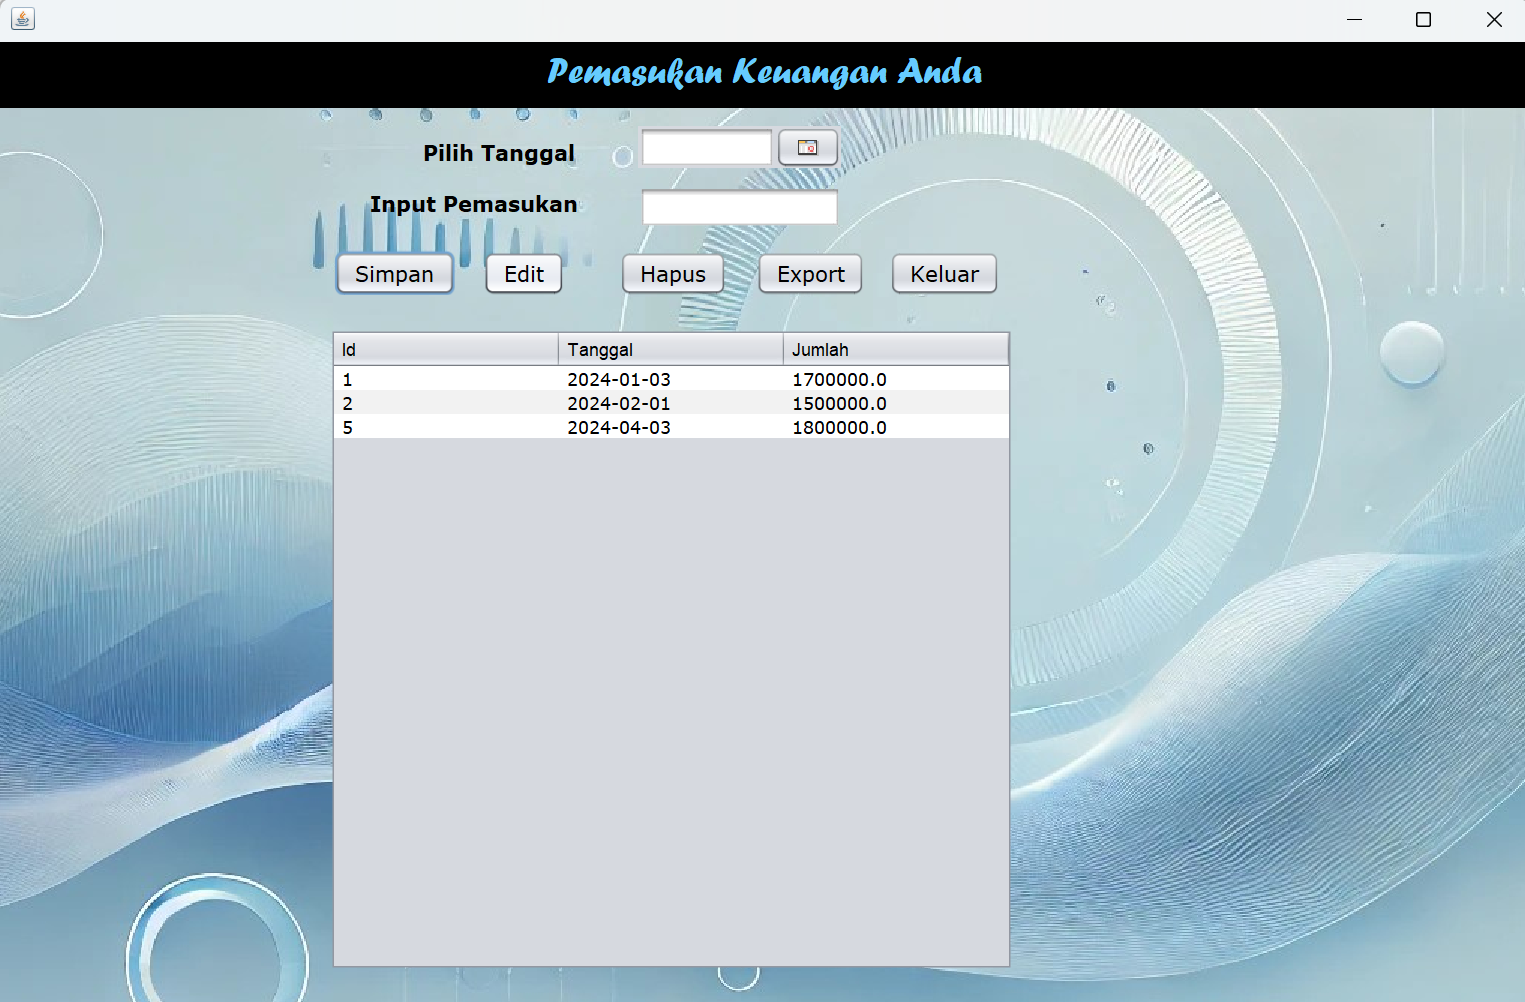 Pemasukan Keuangan Anda
Pilih Tanggal
Input Pemasukan
Simpan Edit Hapus Export Keluar
Id Tanggal Jumlah
1 2024-01-03 1700000.0
2 2024-02-01 1500000.0
5 2024-04-03 1800000.0